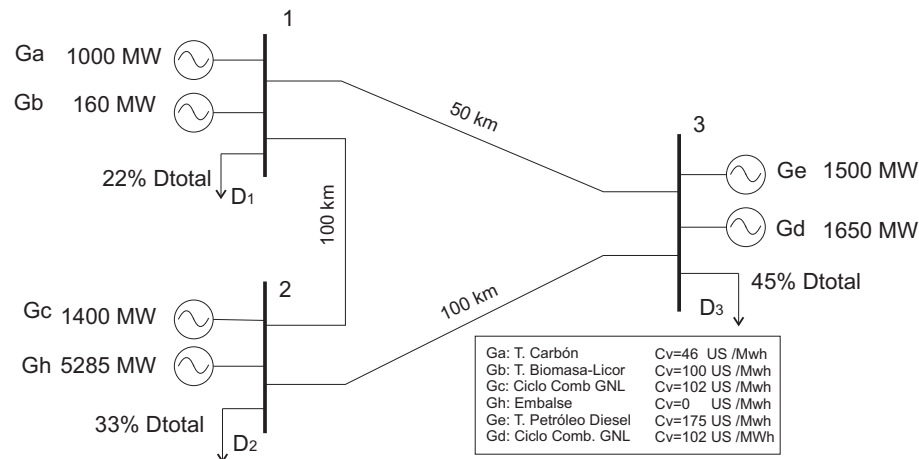 1
Ga 1000 MW
Gb 160 MW
22% Dtotal
D1
50 km
100 km
3
Ge 1500 MW
Gd 1650 MW
45% Dtotal
D3
2
Gc 1400 MW
Gh 5285 MW
33% Dtotal
D2
100 km
Ga: T. Carbón Cv=46 US /Mwh
Gb: T. Biomasa-Licor Cv=100 US /Mwh
Gc: Ciclo Comb GNL Cv=102 US /Mwh
Gh: Embalse Cv=0 US /Mwh
Ge: T. Petróleo Diesel Cv=175 US /Mwh
Gd: Ciclo Comb. GNL Cv=102 US /MWh